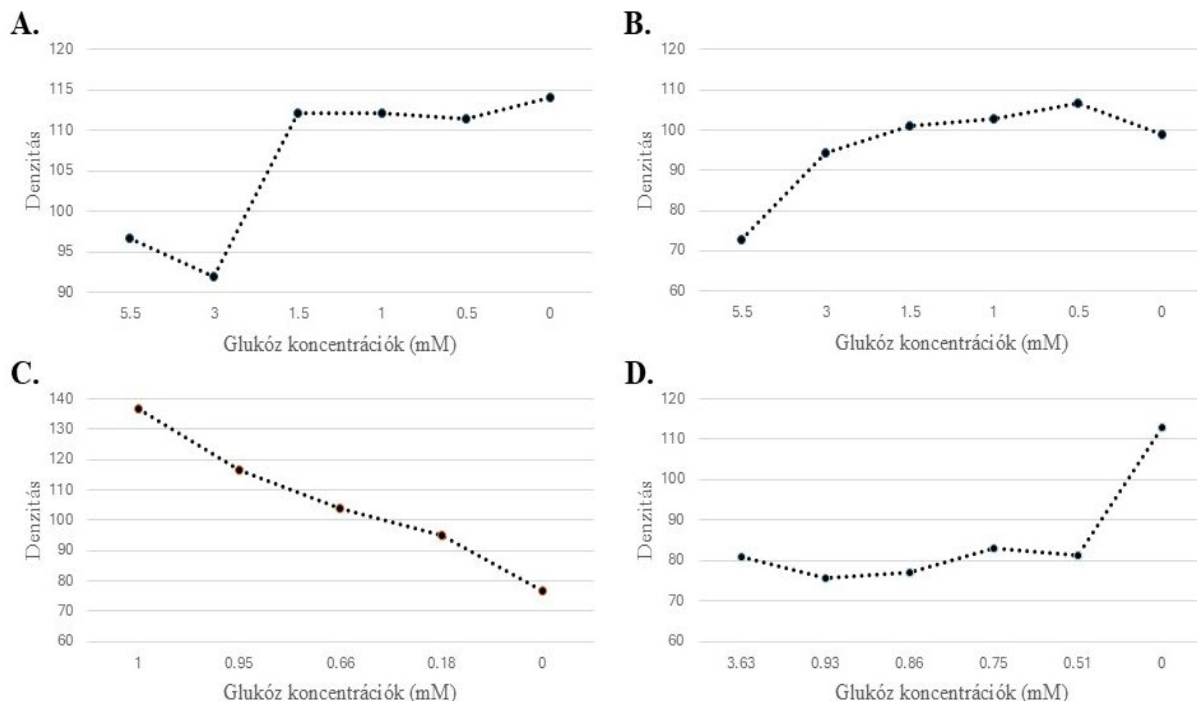 A.
120
115
110
105
100
95
90
Denzitás
5.5 3 1.5 1 0.5 0
Glukóz koncentrációk (mM)
B.
120
110
100
90
80
70
60
Denzitás
5.5 3 1.5 1 0.5 0
Glukóz koncentrációk (mM)
C.
140
130
120
110
100
90
80
70
60
Denzitás
1 0.95 0.66 0.18 0
Glukóz koncentrációk (mM)
D.
120
110
100
90
80
70
60
Denzitás
3.63 0.93 0.86 0.75 0.51 0
Glukóz koncentrációk (mM)